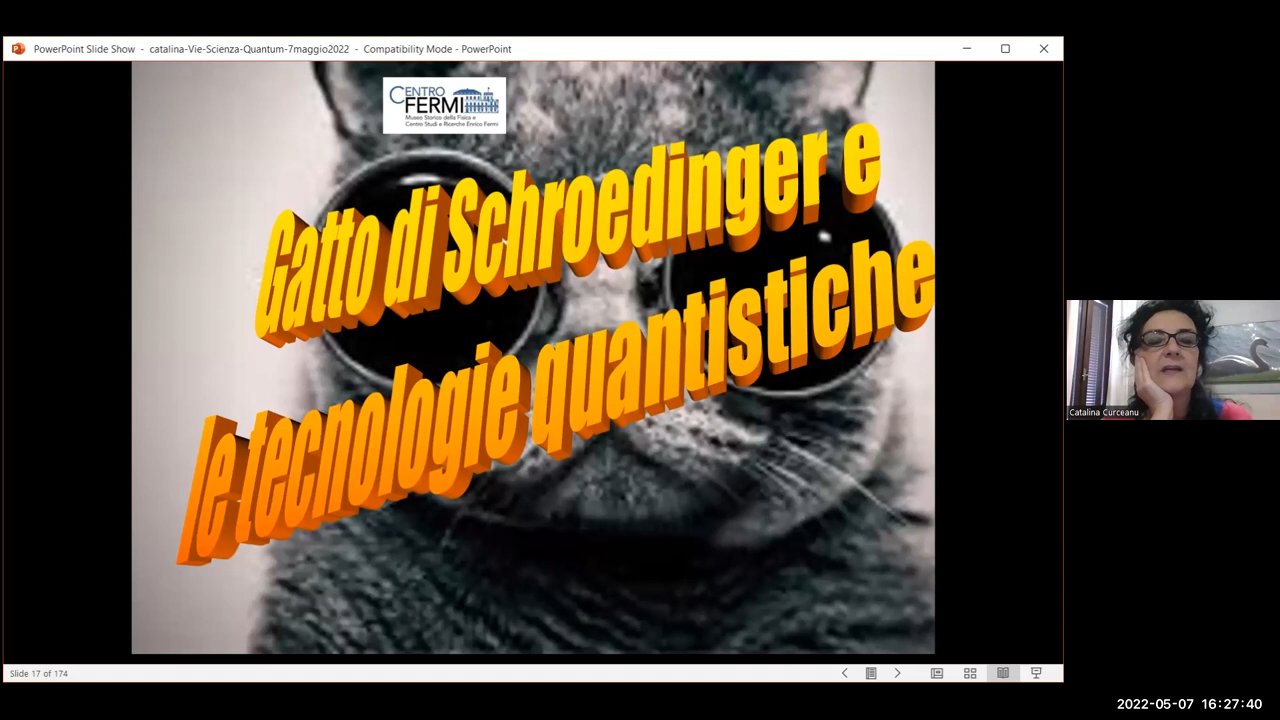 PowerPoint Slide Show - catalina-Vie-Scienza-Quantum-7maggio2022 - Compatibility Mode - PowerPoint
CENTRO
FERMI
Museo Storico della Fisica e
Centro Studi e Ricerche Enrico Fermi
Gatto di Schroedinger e
le tecnologie quantistiche
Catalina Curceanu
Slide 17 of 174
2022-05-07 16:27:40